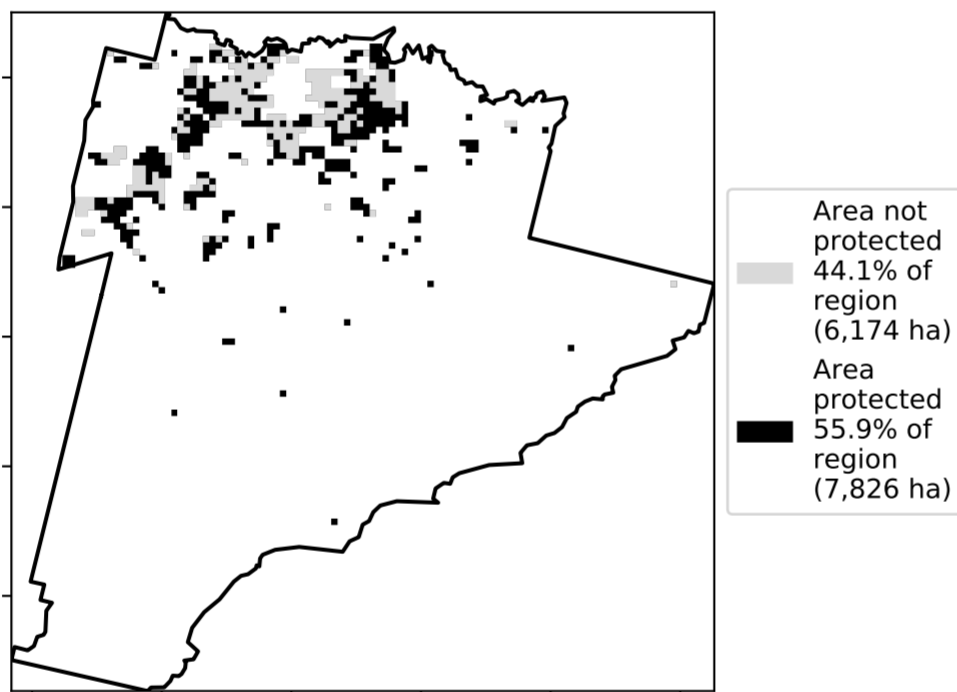 Area not
protected
44.1% of
region
(6,174 ha)
Area
protected
55.9% of
region
(7,826 ha)